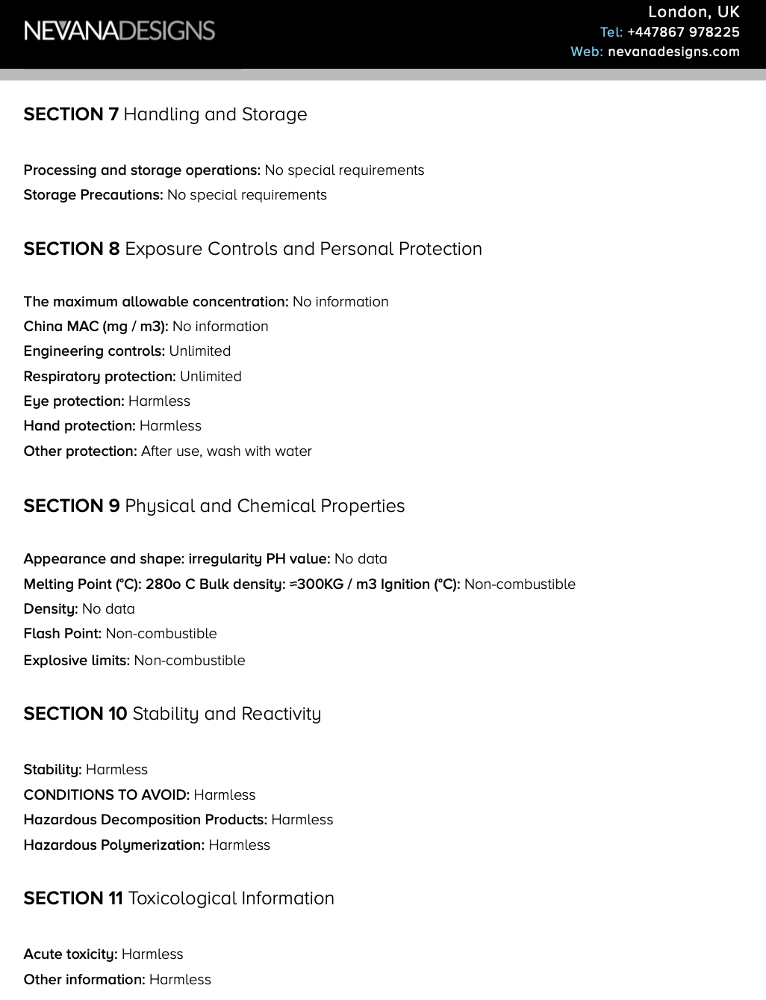 NEVANADESIGNS
London, UK
Tel: +447867 978225
Web: nevanadesigns.com
SECTION 7 Handling and Storage
Processing and storage operations: No special requirements
Storage Precautions: No special requirements
SECTION 8 Exposure Controls and Personal Protection
The maximum allowable concentration: No information
China MAC (mg / m3): No information
Engineering controls: Unlimited
Respiratory protection: Unlimited
Eye protection: Harmless
Hand protection: Harmless
Other protection: After use, wash with water
SECTION 9 Physical and Chemical Properties
Appearance and shape: irregularity PH value: No data
Melting Point (°C): 280o C Bulk density: ≂300KG / m3 Ignition (°C): Non-combustible
Density: No data
Flash Point: Non-combustible
Explosive limits: Non-combustible
SECTION 10 Stability and Reactivity
Stability: Harmless
CONDITIONS TO AVOID: Harmless
Hazardous Decomposition Products: Harmless
Hazardous Polymerization: Harmless
SECTION 11 Toxicological Information
Acute toxicity: Harmless
Other information: Harmless